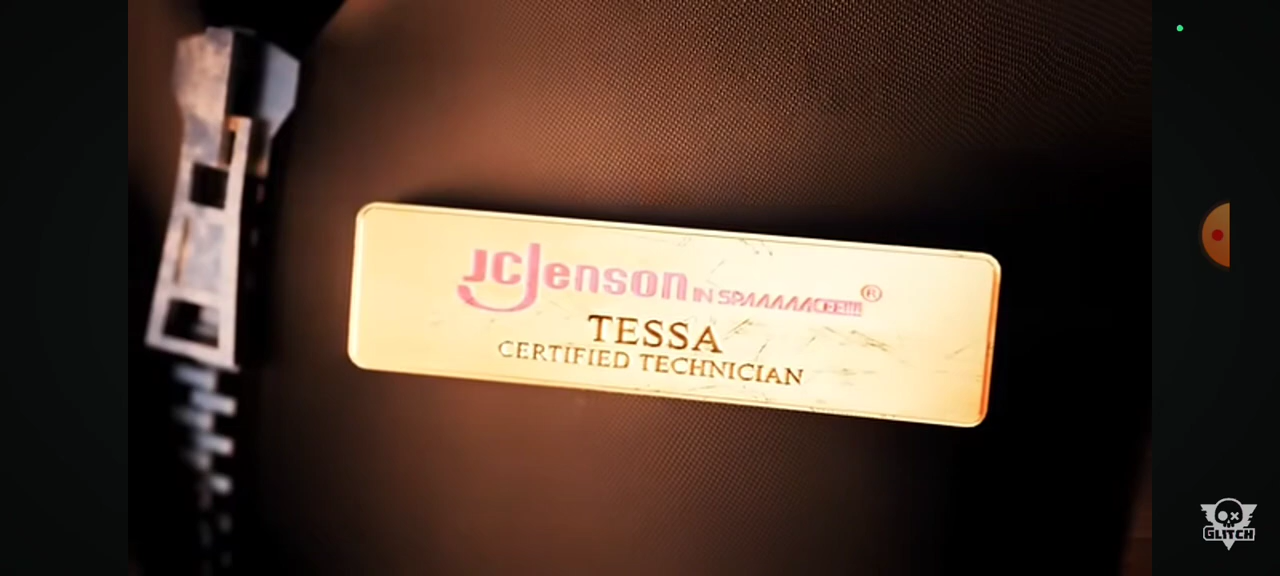 JCJenson IN SPAAAAACE!!!! ®
TESSA
CERTIFIED TECHNICIAN
GLITCH